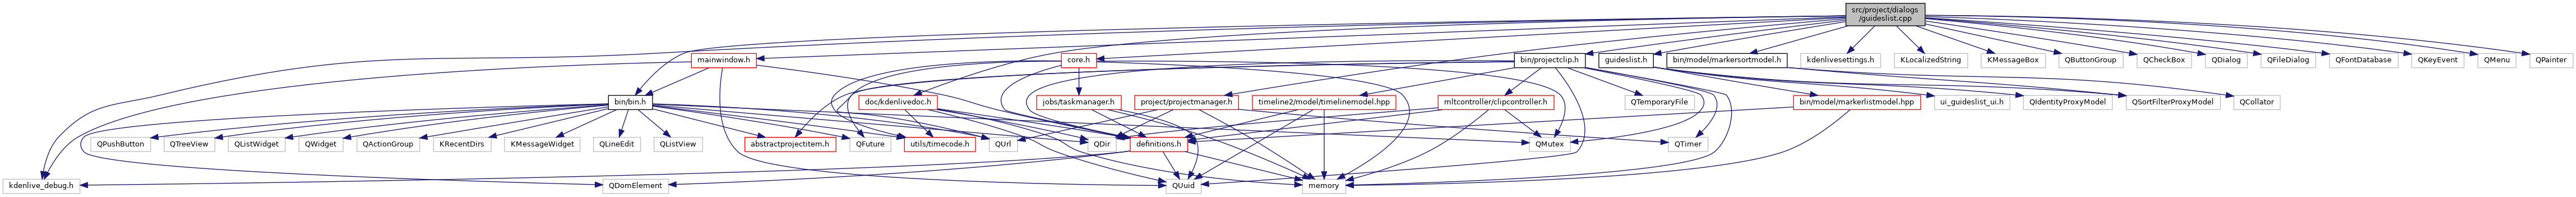 src/project/dialogs
/guideslist.cpp
mainwindow.h
core.h
bin/projectclip.h
guideslist.h
bin/model/markersortmodel.h
kdenlivesettings.h
KLocalizedString
KMessageBox
QButtonGroup
QCheckBox
QDialog
QFileDialog
QFontDatabase
QKeyEvent
QMenu
QPainter
bin/bin.h
doc/kdenlivedoc.h
jobs/taskmanager.h
project/projectmanager.h
timeline2/model/timelinemodel.hpp
mltcontroller/clipcontroller.h
QTemporaryFile
bin/model/markerlistmodel.hpp
ui_guideslist_ui.h
QIdentityProxyModel
QSortFilterProxyModel
QCollator
QPushButton
QTreeView
QListWidget
QWidget
QActionGroup
KRecentDirs
KMessageWidget
QLineEdit
QListView
abstractprojectitem.h
QFuture
utils/timecode.h
QUrl
QDir
definitions.h
QMutex
QTimer
kdenlive_debug.h
QDomElement
QUuid
memory